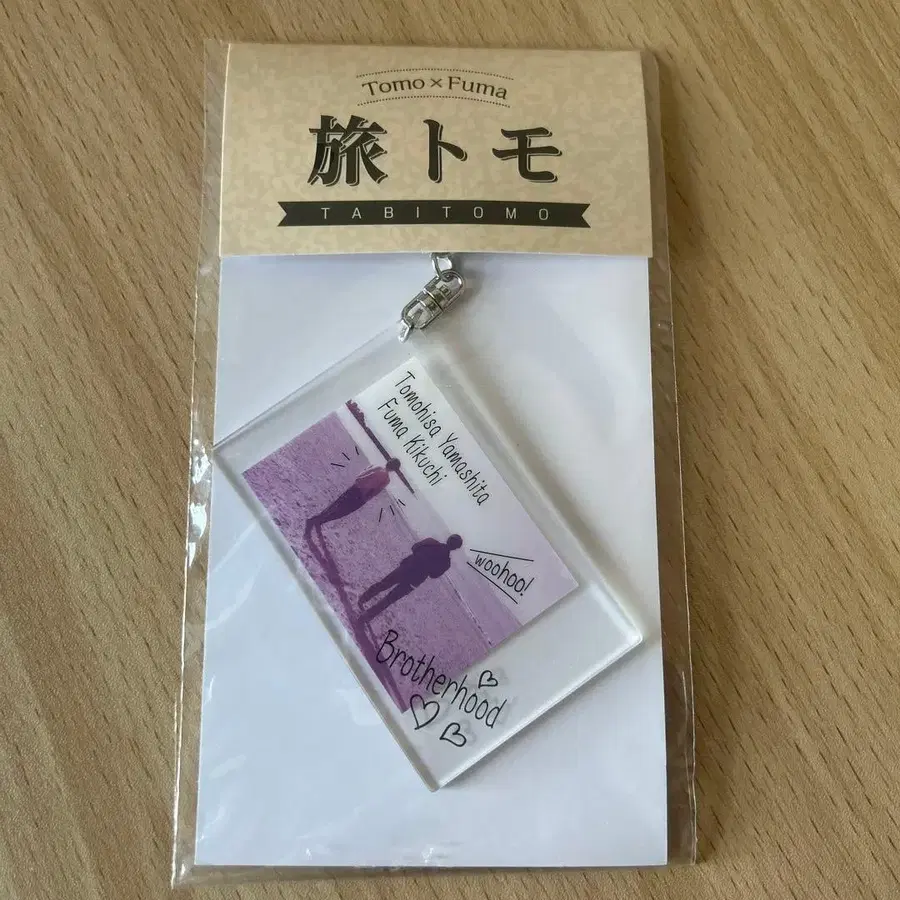 Tomo×Fuma
旅トモ
TABITOMO
Tomohisa Yamashita
Fuma Kikuchi
woohoo!
Brotherhood